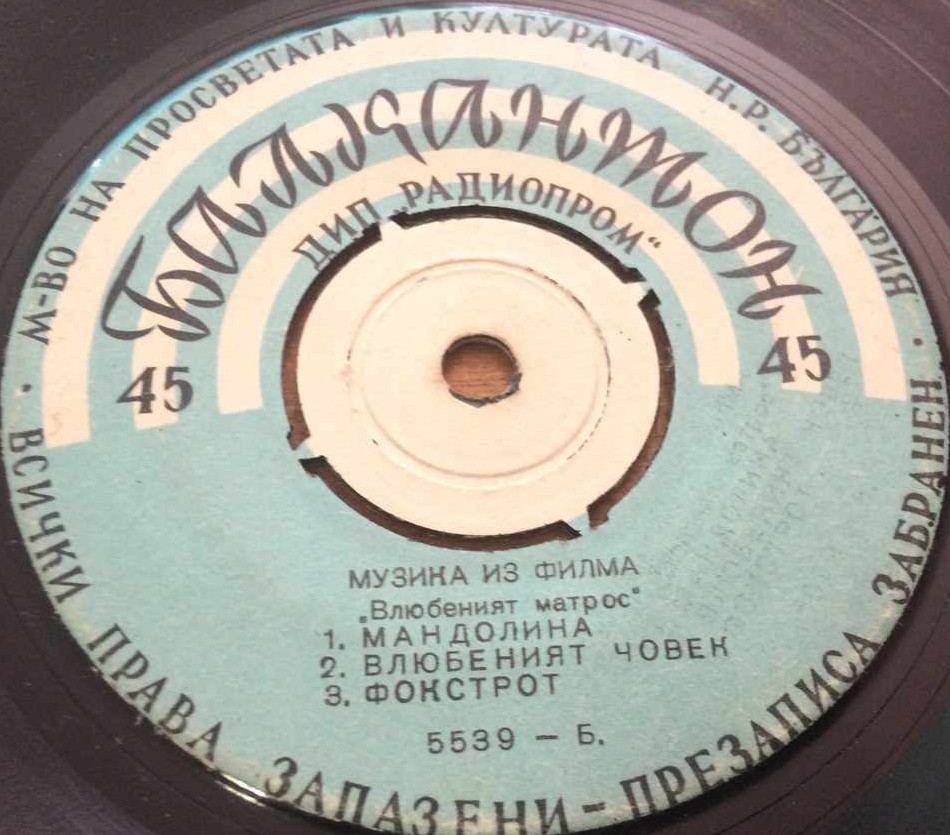 М-ВО НА ПРОСВЕТАТА И КУЛТУРАТА Н.Р. БЪЛГАРИЯ
БАЛКАНТОН
ДИП „РАДИОПРОМ“
45
45
МУЗИКА ИЗ ФИЛМА
„Влюбеният матрос“
1. МАНДОЛИНА
2. ВЛЮБЕНИЯТ ЧОВЕК
3. ФОКСТРОТ
5539 — Б.
· ВСИЧКИ ПРАВА ЗАПАЗЕНИ - ПРЕЗАПИСА ЗАБРАНЕН ·